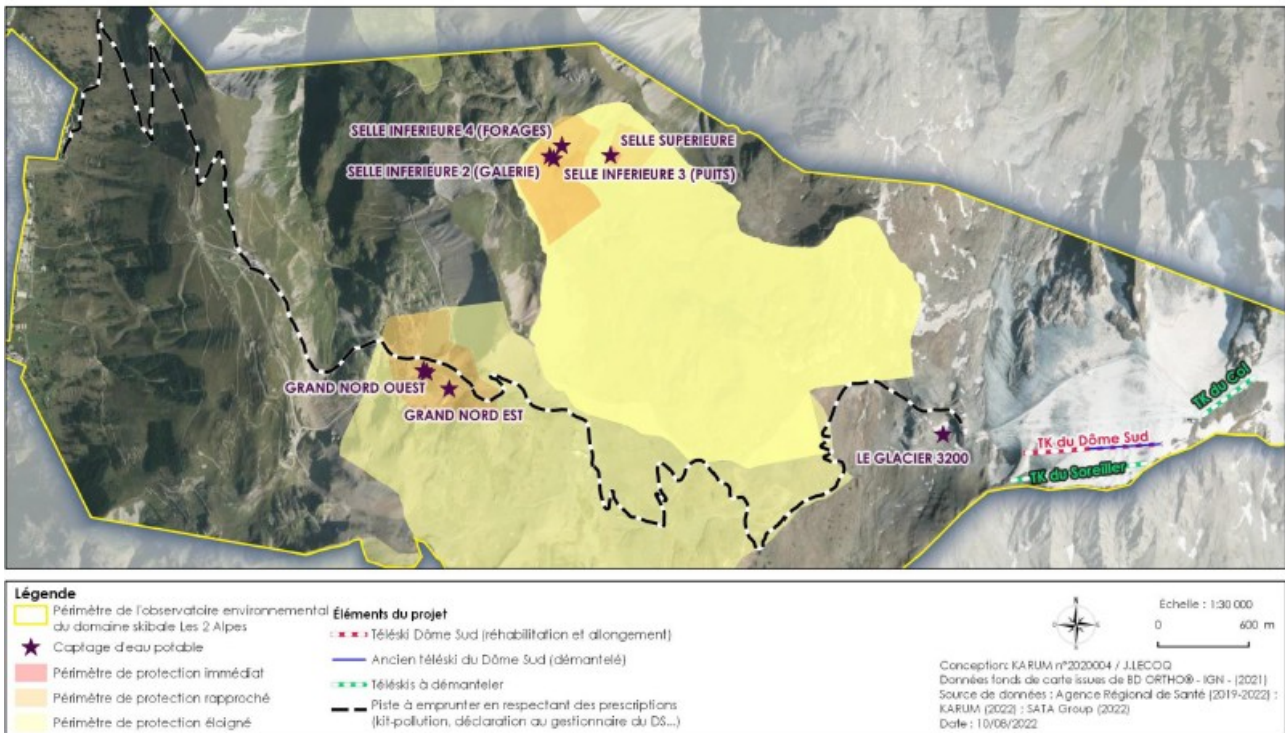 SELLE INFERIEURE 4 (FORAGES)
SELLE SUPERIEURE
SELLE INFERIEURE 2 (GALERIE)
SELLE INFERIEURE 3 (PUITS)
GRAND NORD OUEST
GRAND NORD EST
LE GLACIER 3200
TK du Col
TK du Dôme Sud
TK du Soreiller
Légende
Périmètre de l'observatoire environnemental
du domaine skibale Les 2 Alpes
Captage d'eau potable
Périmètre de protection immédiat
Périmètre de protection rapproché
Périmètre de protection éloigné
Éléments du projet
Téléski Dôme Sud (réhabilitation et allongement)
Ancien téléski du Dôme Sud (démantelé)
Téléskis à démanteler
Piste à emprunter en respectant des prescriptions
(kit-pollution, déclaration au gestionnaire du DS...)
Échelle : 1:30 000
0 600 m
Conception: KARUM n°2020004 / J.LECOQ
Données fonds de carte issues de BD ORTHO® - IGN - (2021)
Source de données : Agence Régional de Santé (2019-2022) ;
KARUM (2022) ; SATA Group (2022)
Date : 10/08/2022